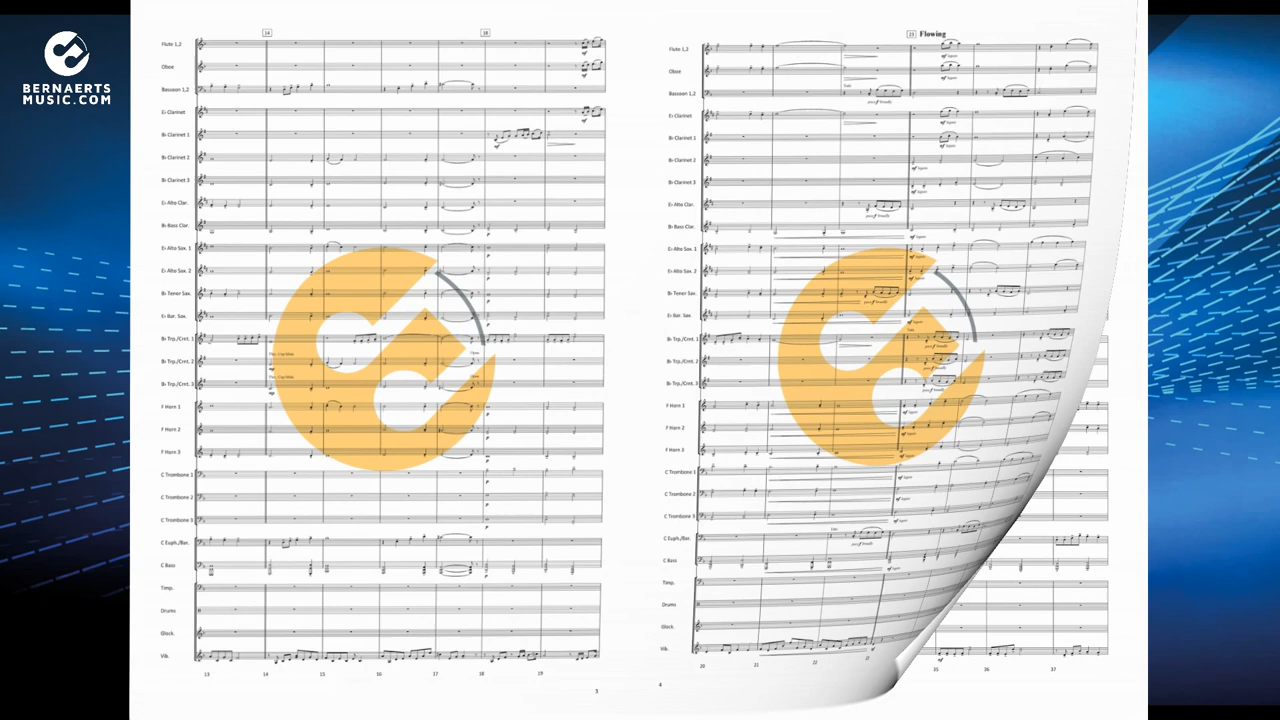 BERNAERTS
MUSIC.COM
14
18
Flute 1,2
Oboe
Bassoon 1,2
E♭ Clarinet
B♭ Clarinet 1
B♭ Clarinet 2
B♭ Clarinet 3
E♭ Alto Clar.
B♭ Bass Clar.
E♭ Alto Sax. 1
E♭ Alto Sax. 2
B♭ Tenor Sax.
E♭ Bar. Sax.
B♭ Trp./Crnt. 1
B♭ Trp./Crnt. 2
B♭ Trp./Crnt. 3
F Horn 1
F Horn 2
F Horn 3
C Trombone 1
C Trombone 2
C Trombone 3
C Euph./Bar.
C Bass
Timp.
Drums
Glock.
Vib.
13 14 15 16 17 18 19
3
23 Flowing
Flute 1,2
Oboe
Bassoon 1,2
E♭ Clarinet
B♭ Clarinet 1
B♭ Clarinet 2
B♭ Clarinet 3
E♭ Alto Clar.
B♭ Bass Clar.
E♭ Alto Sax. 1
E♭ Alto Sax. 2
B♭ Tenor Sax.
E♭ Bar. Sax.
B♭ Trp./Crnt. 1
B♭ Trp./Crnt. 2
B♭ Trp./Crnt. 3
F Horn 1
F Horn 2
F Horn 3
C Trombone 1
C Trombone 2
C Trombone 3
C Euph./Bar.
C Bass
Timp.
Drums
Glock.
Vib.
20 21 22 35 36 37
4